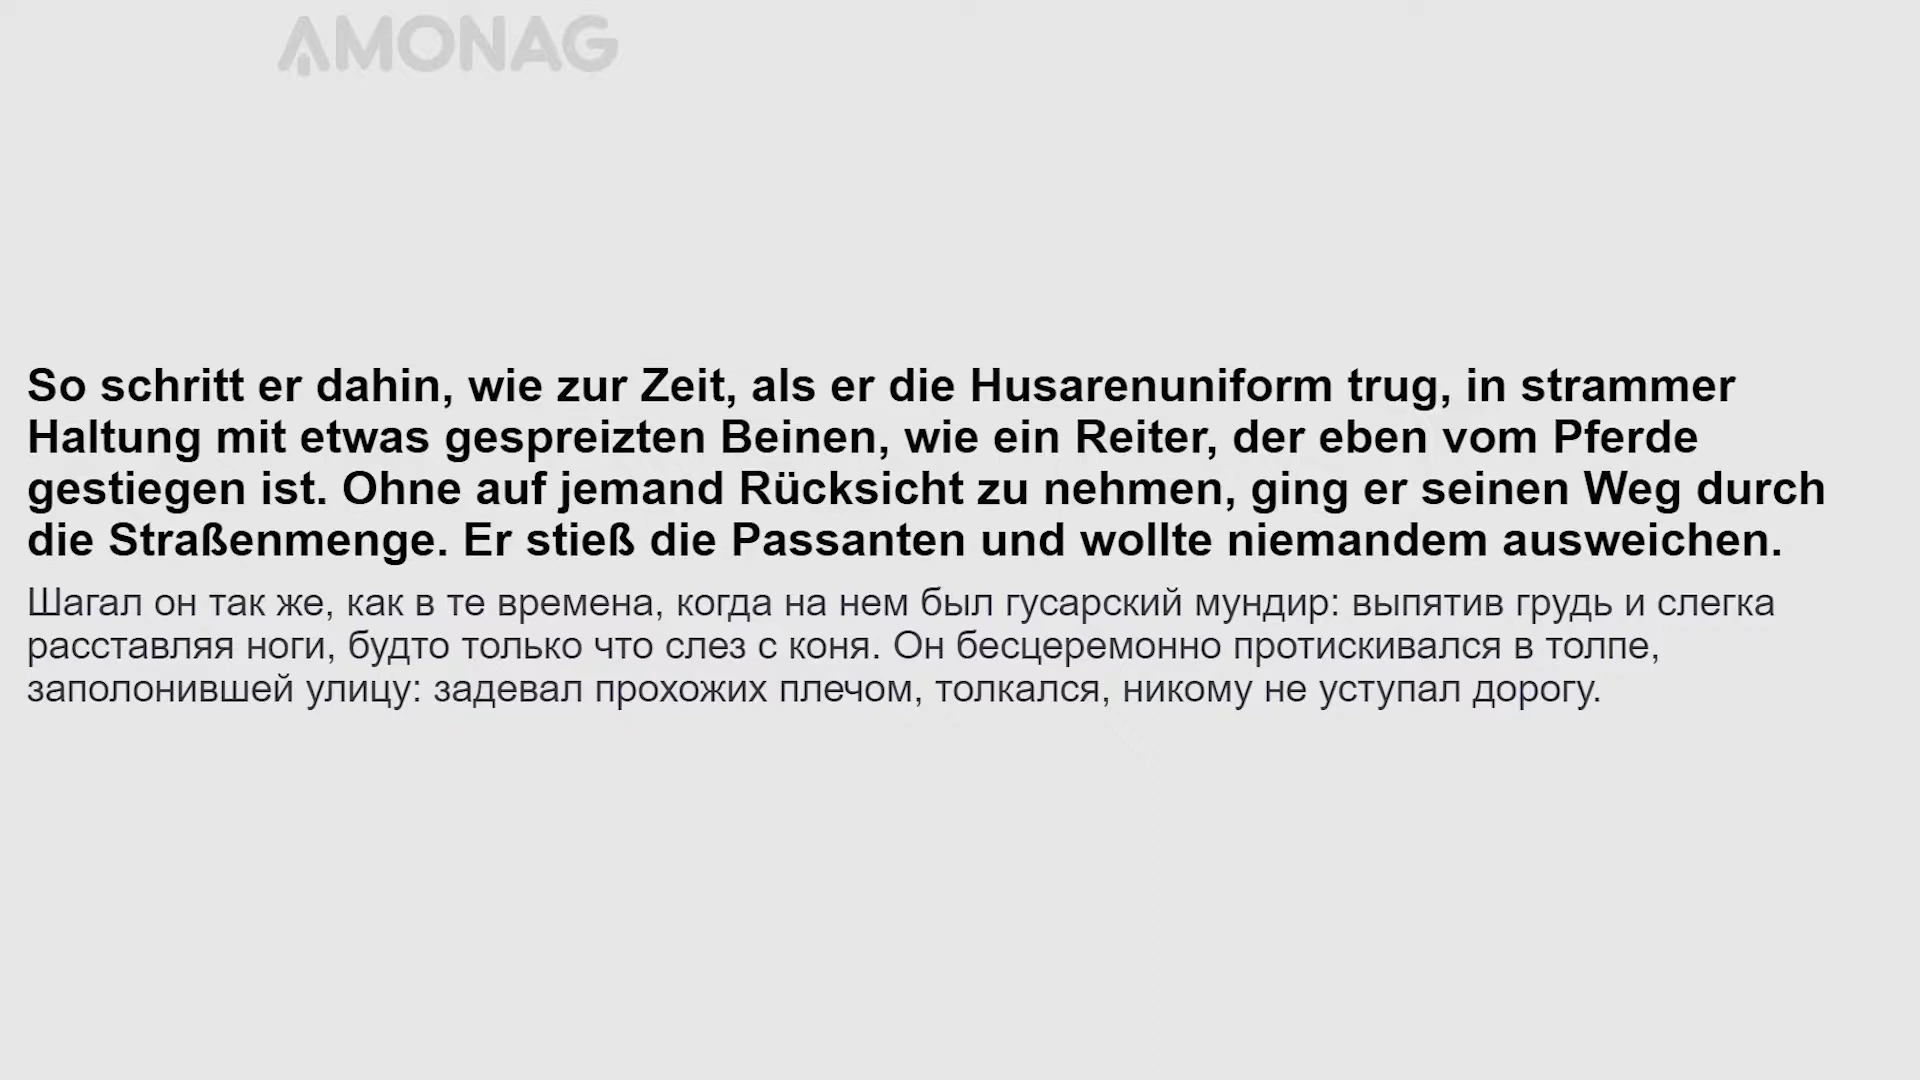 AMONAG
So schritt er dahin, wie zur Zeit, als er die Husarenuniform trug, in strammer
Haltung mit etwas gespreizten Beinen, wie ein Reiter, der eben vom Pferde
gestiegen ist. Ohne auf jemand Rücksicht zu nehmen, ging er seinen Weg durch
die Straßenmenge. Er stieß die Passanten und wollte niemandem ausweichen.
Шагал он так же, как в те времена, когда на нем был гусарский мундир: выпятив грудь и слегка
расставляя ноги, будто только что слез с коня. Он бесцеремонно протискивался в толпе,
заполонившей улицу: задевал прохожих плечом, толкался, никому не уступал дорогу.